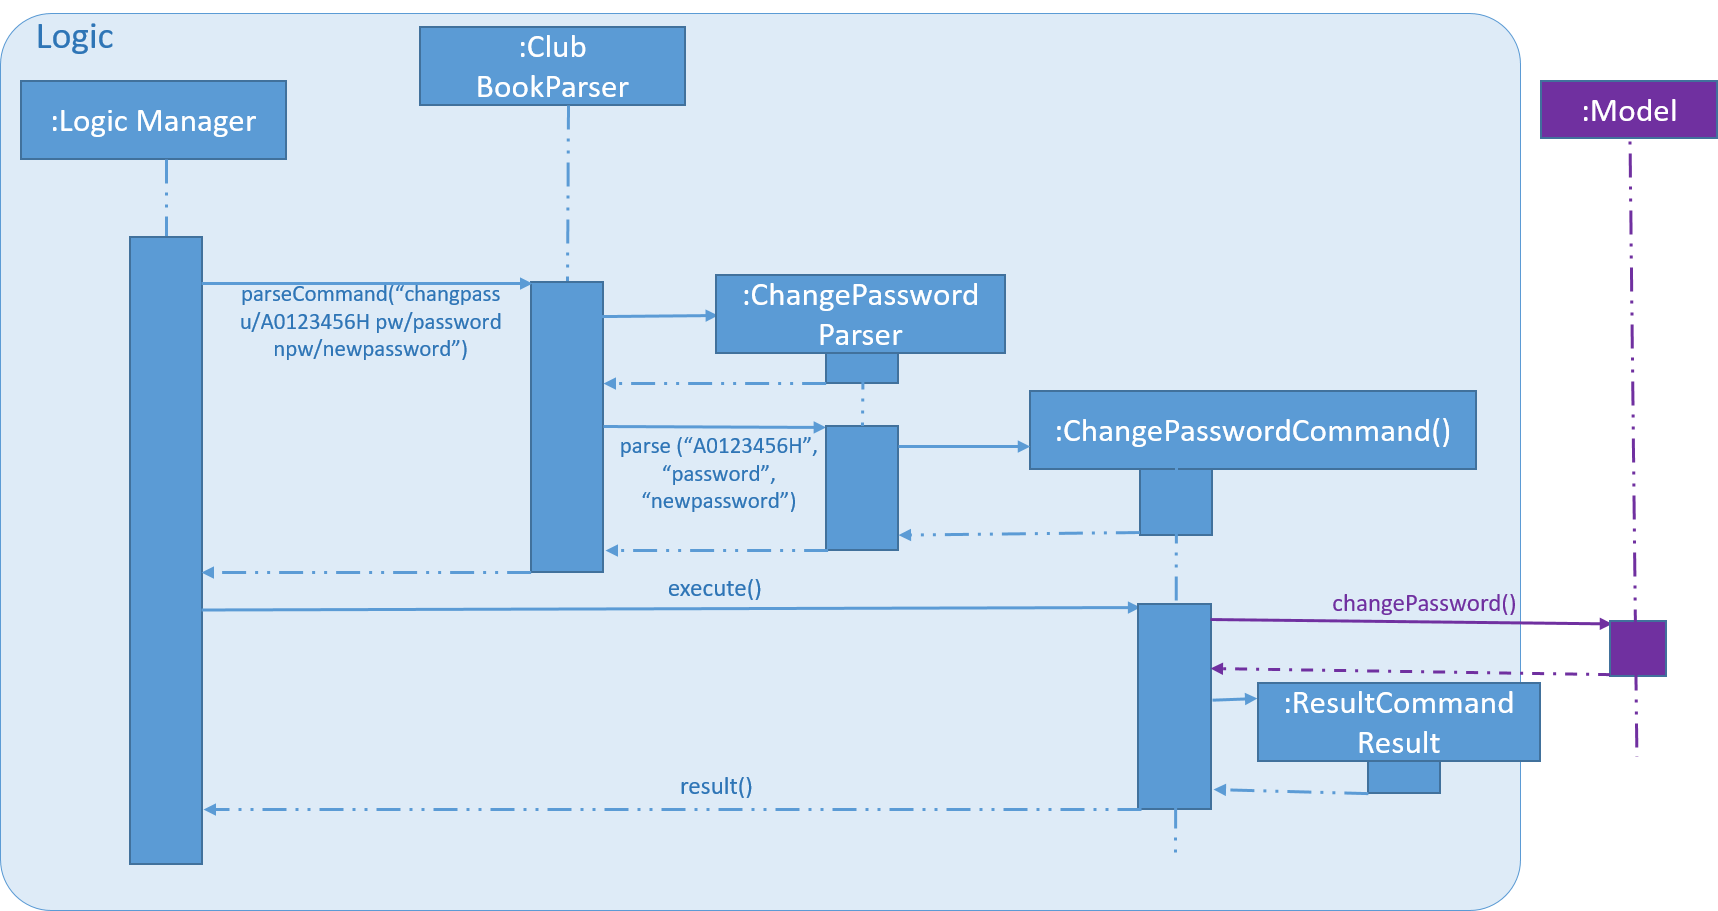 Logic
:Club
BookParser
:Logic Manager
:Model
parseCommand(“changpass
u/A0123456H pw/password
npw/newpassword”)
:ChangePassword
Parser
parse (“A0123456H”,
“password”,
“newpassword”)
:ChangePasswordCommand()
execute()
changePassword()
:ResultCommand
Result
result()